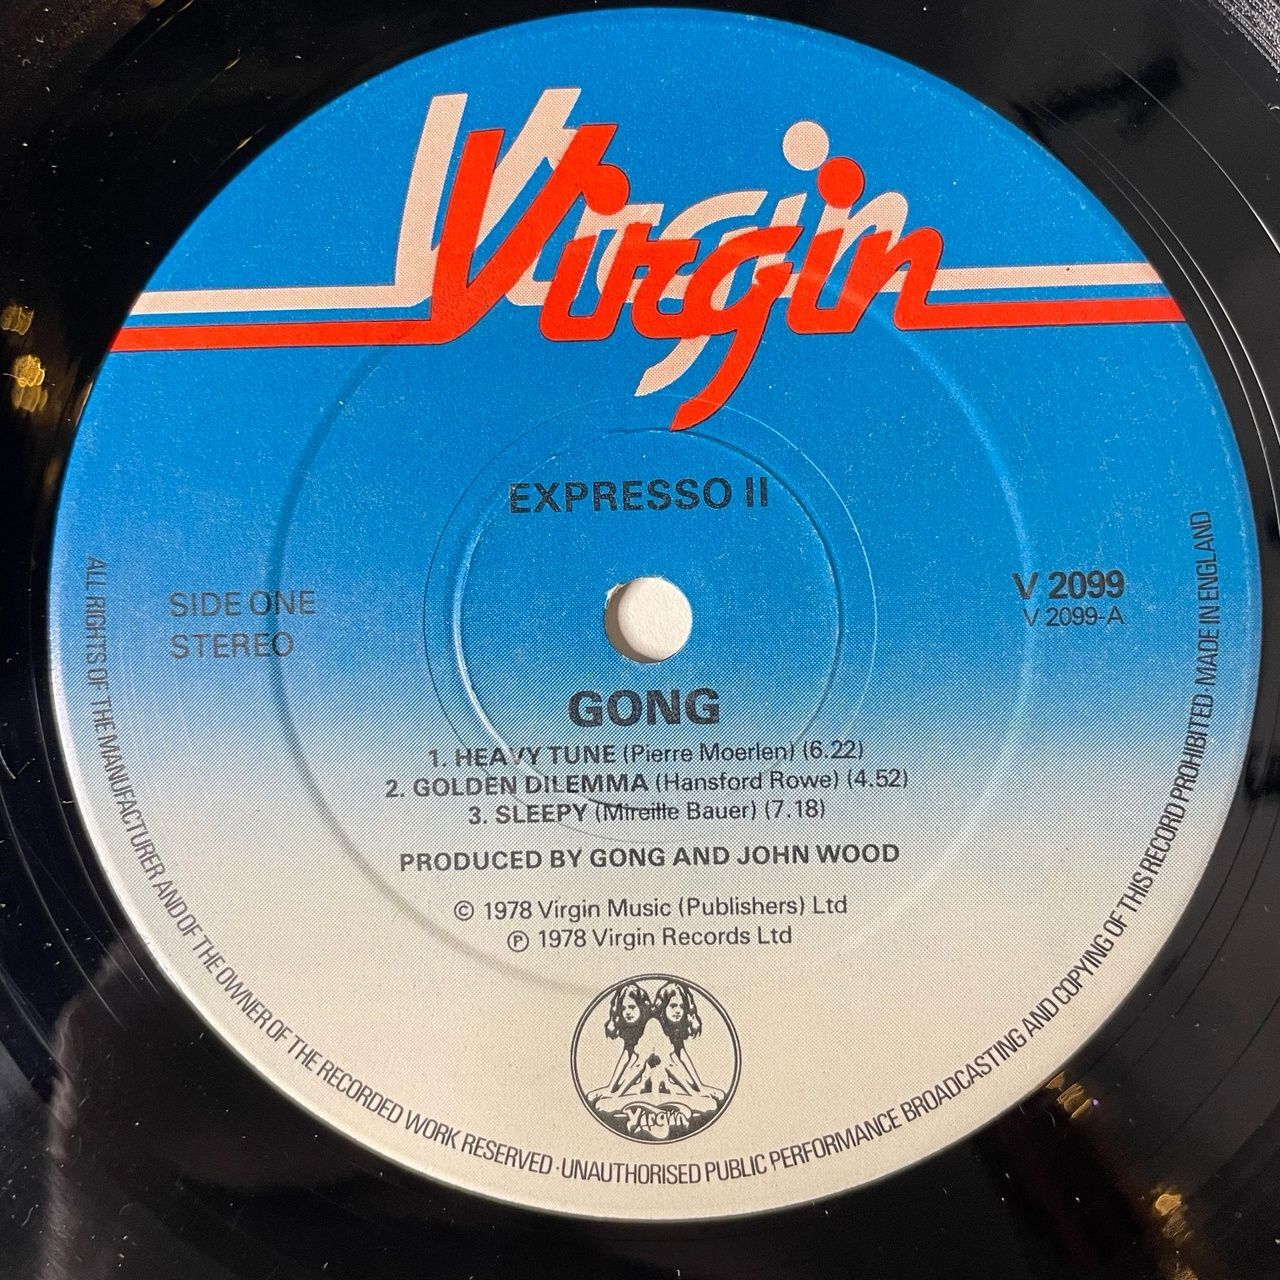 Virgin
EXPRESSO II
SIDE ONE
STEREO
V 2099
V 2099-A
GONG
1. HEAVY TUNE (Pierre Moerlen) (6.22)
2. GOLDEN DILEMMA (Hansford Rowe) (4.52)
3. SLEEPY (Mireille Bauer) (7.18)
PRODUCED BY GONG AND JOHN WOOD
© 1978 Virgin Music (Publishers) Ltd
℗ 1978 Virgin Records Ltd
Virgin
ALL RIGHTS OF THE MANUFACTURER AND OF THE OWNER OF THE RECORDED WORK RESERVED · UNAUTHORISED PUBLIC PERFORMANCE BROADCASTING AND COPYING OF THIS RECORD PROHIBITED · MADE IN ENGLAND